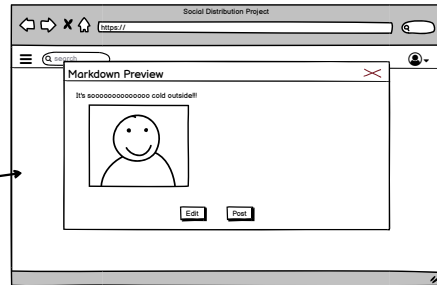 Social Distribution Project
https://
search
Markdown Preview
It's soooooooooooooo cold outside!!!
Edit
Post